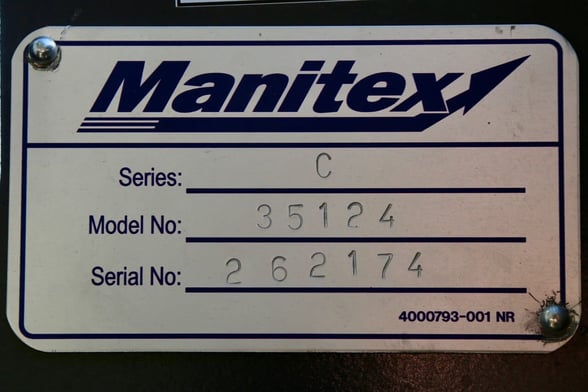 Manitex
Series: C
Model No: 35124
Serial No: 262174
4000793-001 NR